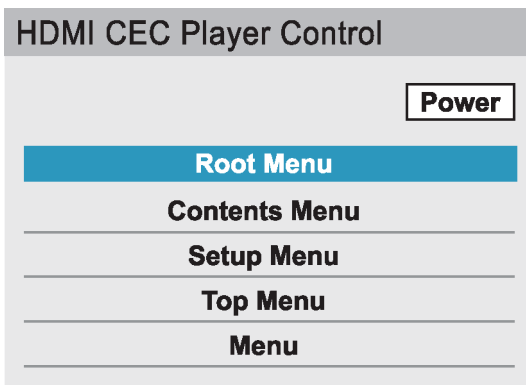 HDMI CEC Player Control
Power
Root Menu
Contents Menu
Setup Menu
Top Menu
Menu